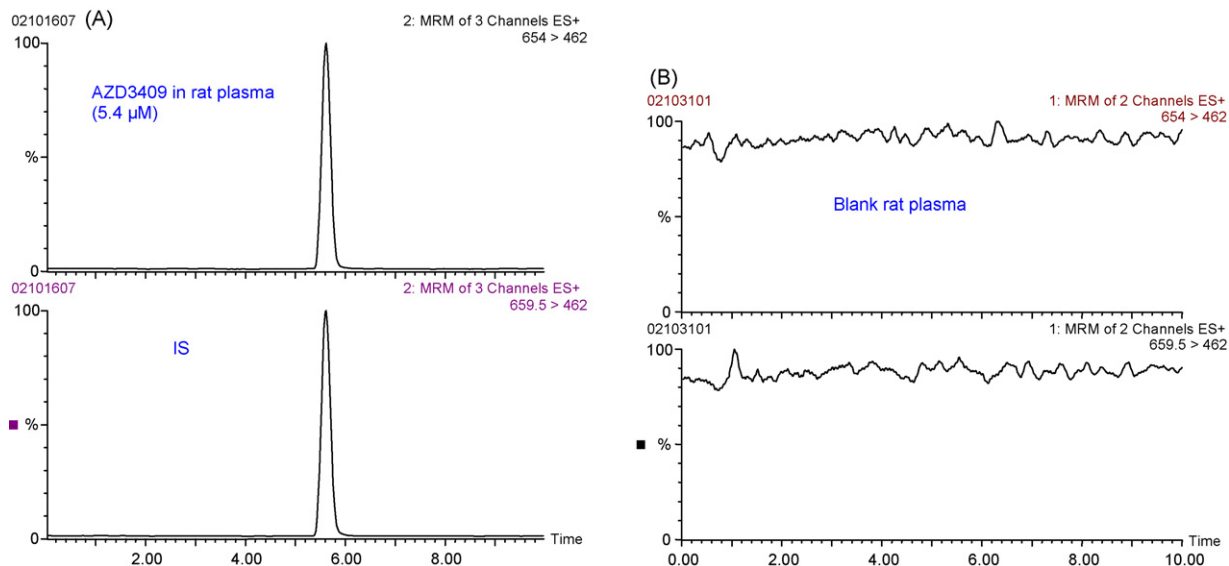 02101607 (A) 2: MRM of 3 Channels ES+
654 > 462
100
AZD3409 in rat plasma
(5.4 µM)
%
0
02101607 2: MRM of 3 Channels ES+
659.5 > 462
100
IS
%
0
Time
2.00 4.00 6.00 8.00
(B)
02103101 1: MRM of 2 Channels ES+
654 > 462
100
Blank rat plasma
%
0
02103101 1: MRM of 2 Channels ES+
659.5 > 462
100
%
0
Time
0.00 2.00 4.00 6.00 8.00 10.00